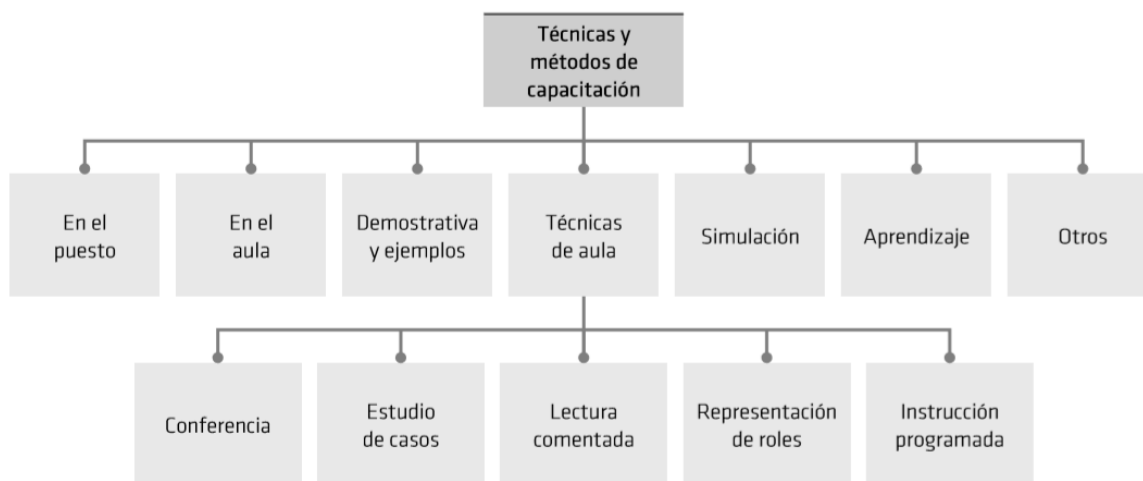 Técnicas y
métodos de
capacitación
En el
puesto
En el
aula
Demostrativa
y ejemplos
Técnicas
de aula
Simulación
Aprendizaje
Otros
Conferencia
Estudio
de casos
Lectura
comentada
Representación
de roles
Instrucción
programada